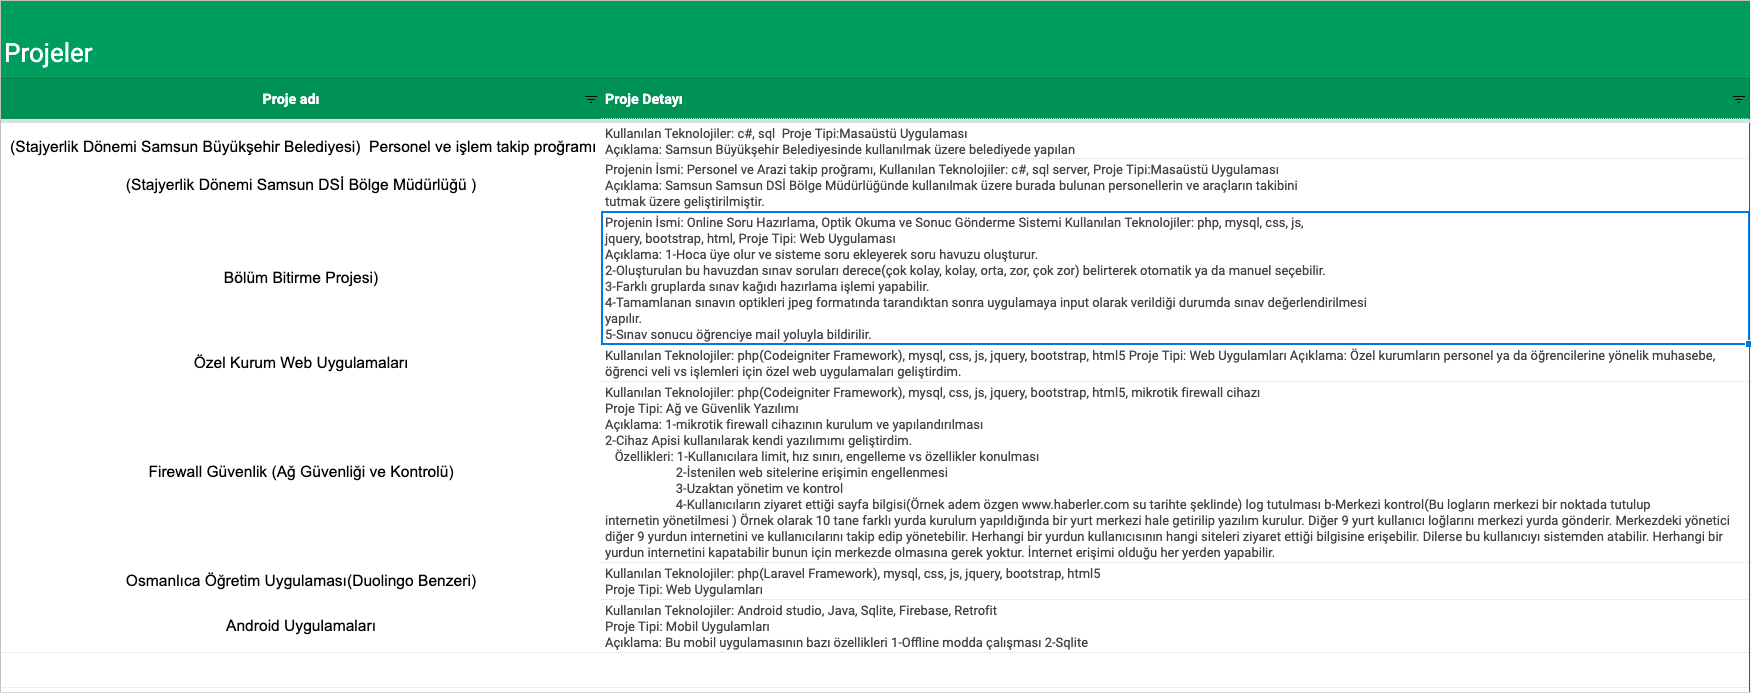 Projeler
Proje adı
Proje Detayı
(Stajyerlik Dönemi Samsun Büyükşehir Belediyesi)  Personel ve işlem takip proğramı
Kullanılan Teknolojiler: c#, sql  Proje Tipi:Masaüstü Uygulaması
Açıklama: Samsun Büyükşehir Belediyesinde kullanılmak üzere belediyede yapılan
(Stajyerlik Dönemi Samsun DSİ Bölge Müdürlüğü )
Projenin İsmi: Personel ve Arazi takip proğramı, Kullanılan Teknolojiler: c#, sql server, Proje Tipi:Masaüstü Uygulaması
Açıklama: Samsun Samsun DSİ Bölge Müdürlüğünde kullanılmak üzere burada bulunan personellerin ve araçların takibini
tutmak üzere geliştirilmiştir.
Bölüm Bitirme Projesi)
Projenin İsmi: Online Soru Hazırlama, Optik Okuma ve Sonuc Gönderme Sistemi Kullanılan Teknolojiler: php, mysql, css, js,
jquery, bootstrap, html, Proje Tipi: Web Uygulaması
Açıklama: 1-Hoca üye olur ve sisteme soru ekleyerek soru havuzu oluşturur.
2-Oluşturulan bu havuzdan sınav soruları derece(çok kolay, kolay, orta, zor, çok zor) belirterek otomatik ya da manuel seçebilir.
3-Farklı gruplarda sınav kağıdı hazırlama işlemi yapabilir.
4-Tamamlanan sınavın optikleri jpeg formatında tarandıktan sonra uygulamaya input olarak verildiği durumda sınav değerlendirilmesi
yapılır.
5-Sınav sonucu öğrenciye mail yoluyla bildirilir.
Özel Kurum Web Uygulamaları
Kullanılan Teknolojiler: php(Codeigniter Framework), mysql, css, js, jquery, bootstrap, html5 Proje Tipi: Web Uygulamları Açıklama: Özel kurumların personel ya da öğrencilerine yönelik muhasebe,
öğrenci veli vs işlemleri için özel web uygulamaları geliştirdim.
Firewall Güvenlik (Ağ Güvenliği ve Kontrolü)
Kullanılan Teknolojiler: php(Codeigniter Framework), mysql, css, js, jquery, bootstrap, html5, mikrotik firewall cihazı
Proje Tipi: Ağ ve Güvenlik Yazılımı
Açıklama: 1-mikrotik firewall cihazının kurulum ve yapılandırılması
2-Cihaz Apisi kullanılarak kendi yazılımımı geliştirdim.
Özellikleri: 1-Kullanıcılara limit, hız sınırı, engelleme vs özellikler konulması
2-İstenilen web sitelerine erişimin engellenmesi
3-Uzaktan yönetim ve kontrol
4-Kullanıcıların ziyaret ettiği sayfa bilgisi(Örnek adem özgen www.haberler.com su tarihte şeklinde) log tutulması b-Merkezi kontrol(Bu logların merkezi bir noktada tutulup
internetin yönetilmesi ) Örnek olarak 10 tane farklı yurda kurulum yapıldığında bir yurt merkezi hale getirilip yazılım kurulur. Diğer 9 yurt kullanıcı loğlarını merkezi yurda gönderir. Merkezdeki yönetici
diğer 9 yurdun internetini ve kullanıcılarını takip edip yönetebilir. Herhangi bir yurdun kullanıcısının hangi siteleri ziyaret ettiği bilgisine erişebilir. Dilerse bu kullanıcıyı sistemden atabilir. Herhangi bir
yurdun internetini kapatabilir bunun için merkezde olmasına gerek yoktur. İnternet erişimi olduğu her yerden yapabilir.
Osmanlıca Öğretim Uygulaması(Duolingo Benzeri)
Kullanılan Teknolojiler: php(Laravel Framework), mysql, css, js, jquery, bootstrap, html5
Proje Tipi: Web Uygulamları
Android Uygulamaları
Kullanılan Teknolojiler: Android studio, Java, Sqlite, Firebase, Retrofit
Proje Tipi: Mobil Uygulamları
Açıklama: Bu mobil uygulamasının bazı özellikleri 1-Offline modda çalışması 2-Sqlite